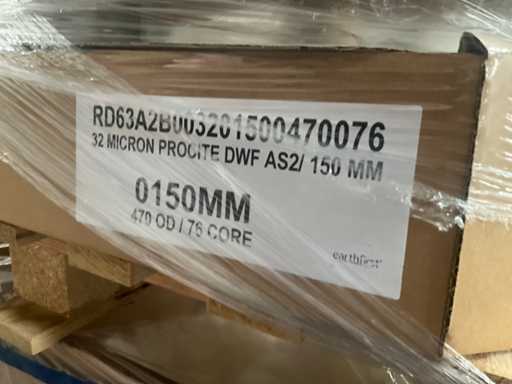 RD63A2B003201500470076
32 MICRON PROCITE DWF AS2/ 150 MM
0150MM
470 OD / 76 CORE
earthfirst